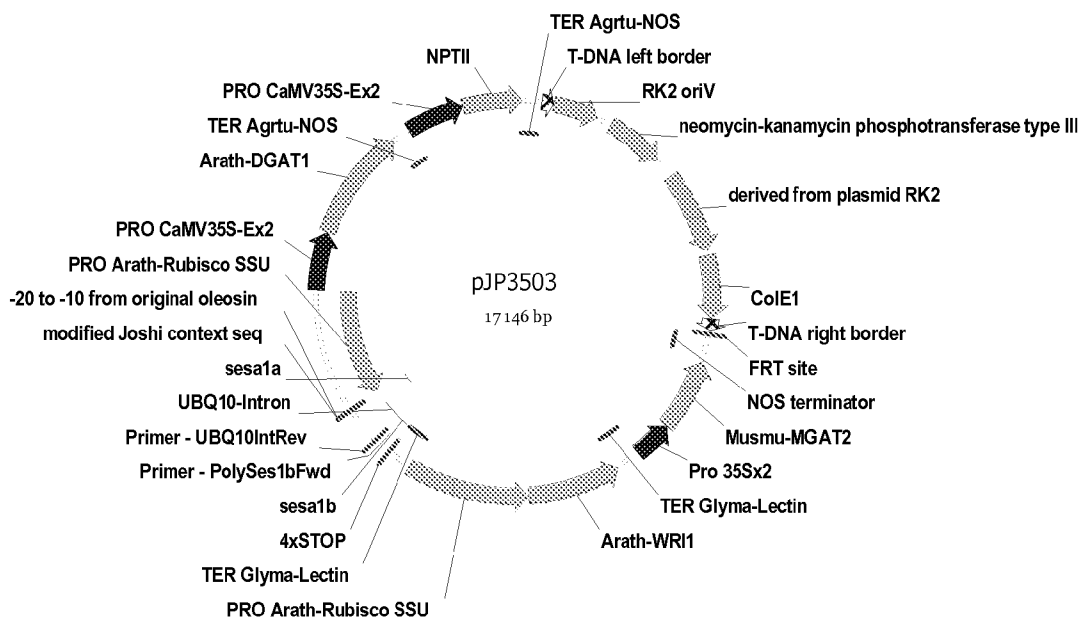 TER Agrtu-NOS
NPTII
T-DNA left border
PRO CaMV35S-Ex2
RK2 oriV
TER Agrtu-NOS
neomycin-kanamycin phosphotransferase type III
Arath-DGAT1
derived from plasmid RK2
PRO CaMV35S-Ex2
PRO Arath-Rubisco SSU
pJP3503
-20 to -10 from original oleosin
ColE1
17146 bp
modified Joshi context seq
T-DNA right border
sesa1a
FRT site
UBQ10-Intron
NOS terminator
Primer - UBQ10IntRev
Musmu-MGAT2
Primer - PolySes1bFwd
Pro 35Sx2
sesa1b
TER Glyma-Lectin
4xSTOP
Arath-WRI1
TER Glyma-Lectin
PRO Arath-Rubisco SSU